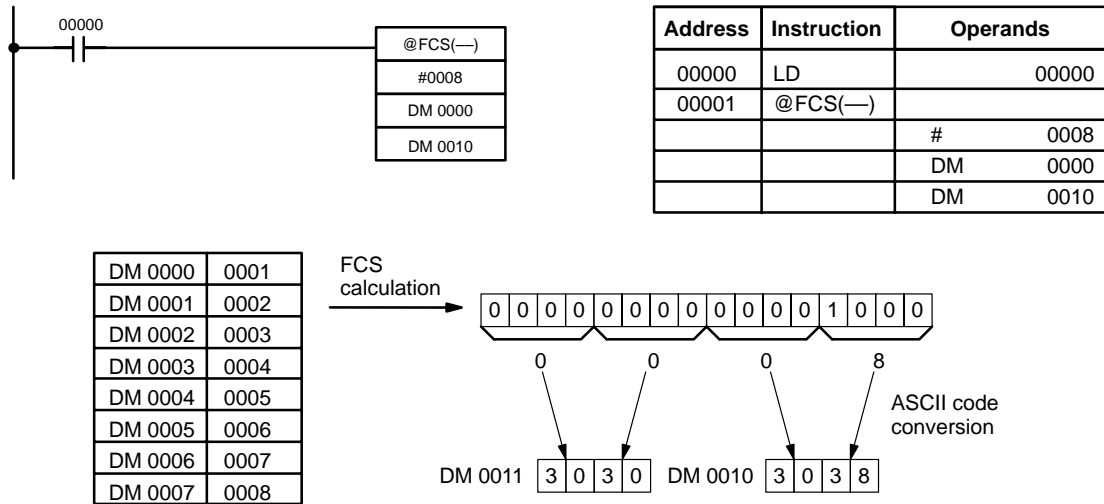 00000
@FCS(––)
#0008
DM 0000
DM 0010
Address Instruction Operands
00000 LD 00000
00001 @FCS(––)
# 0008
DM 0000
DM 0010
DM 0000 0001
DM 0001 0002
DM 0002 0003
DM 0003 0004
DM 0004 0005
DM 0005 0006
DM 0006 0007
DM 0007 0008
FCS
calculation
0 0 0 0 0 0 0 0 0 0 0 0 1 0 0 0
0 0 0 8
ASCII code
conversion
DM 0011 3 0 3 0 DM 0010 3 0 3 8